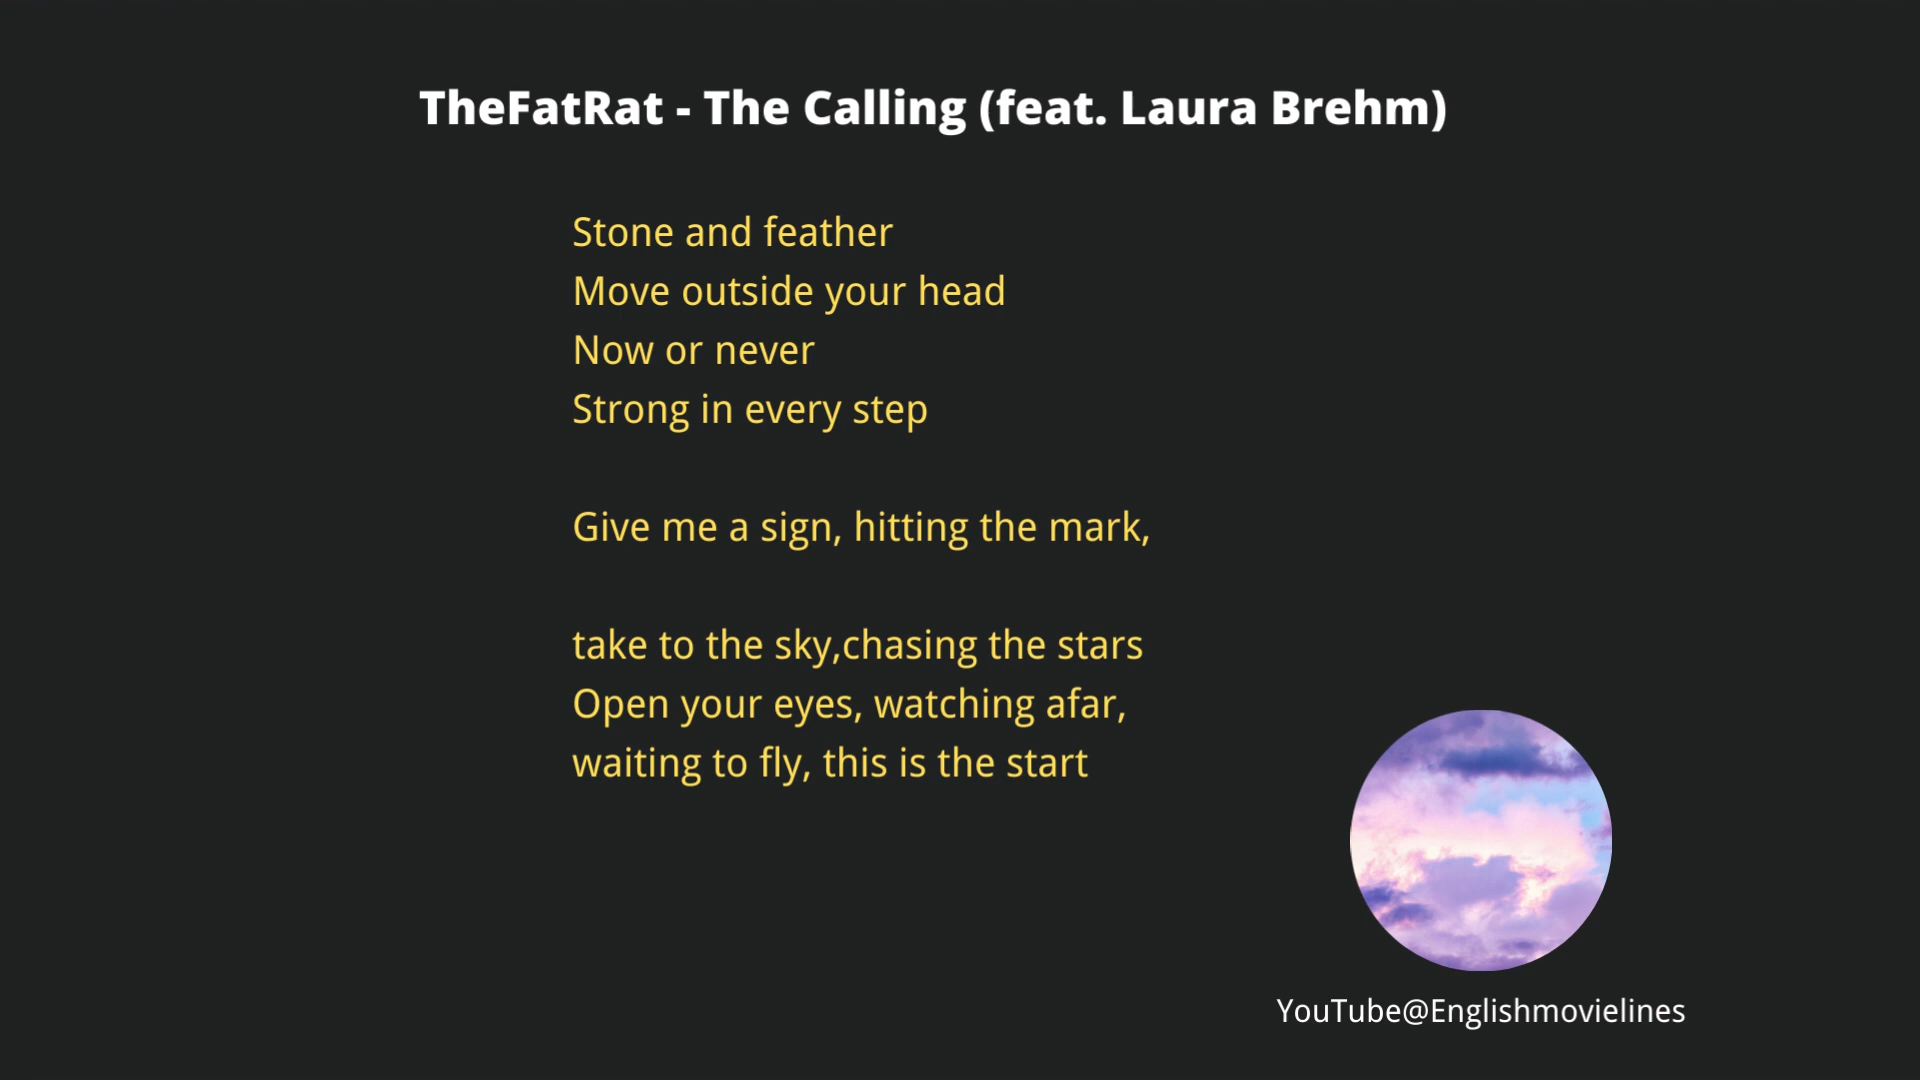 TheFatRat - The Calling (feat. Laura Brehm)
Stone and feather
Move outside your head
Now or never
Strong in every step
Give me a sign, hitting the mark,
take to the sky,chasing the stars
Open your eyes, watching afar,
waiting to fly, this is the start
YouTube@Englishmovielines